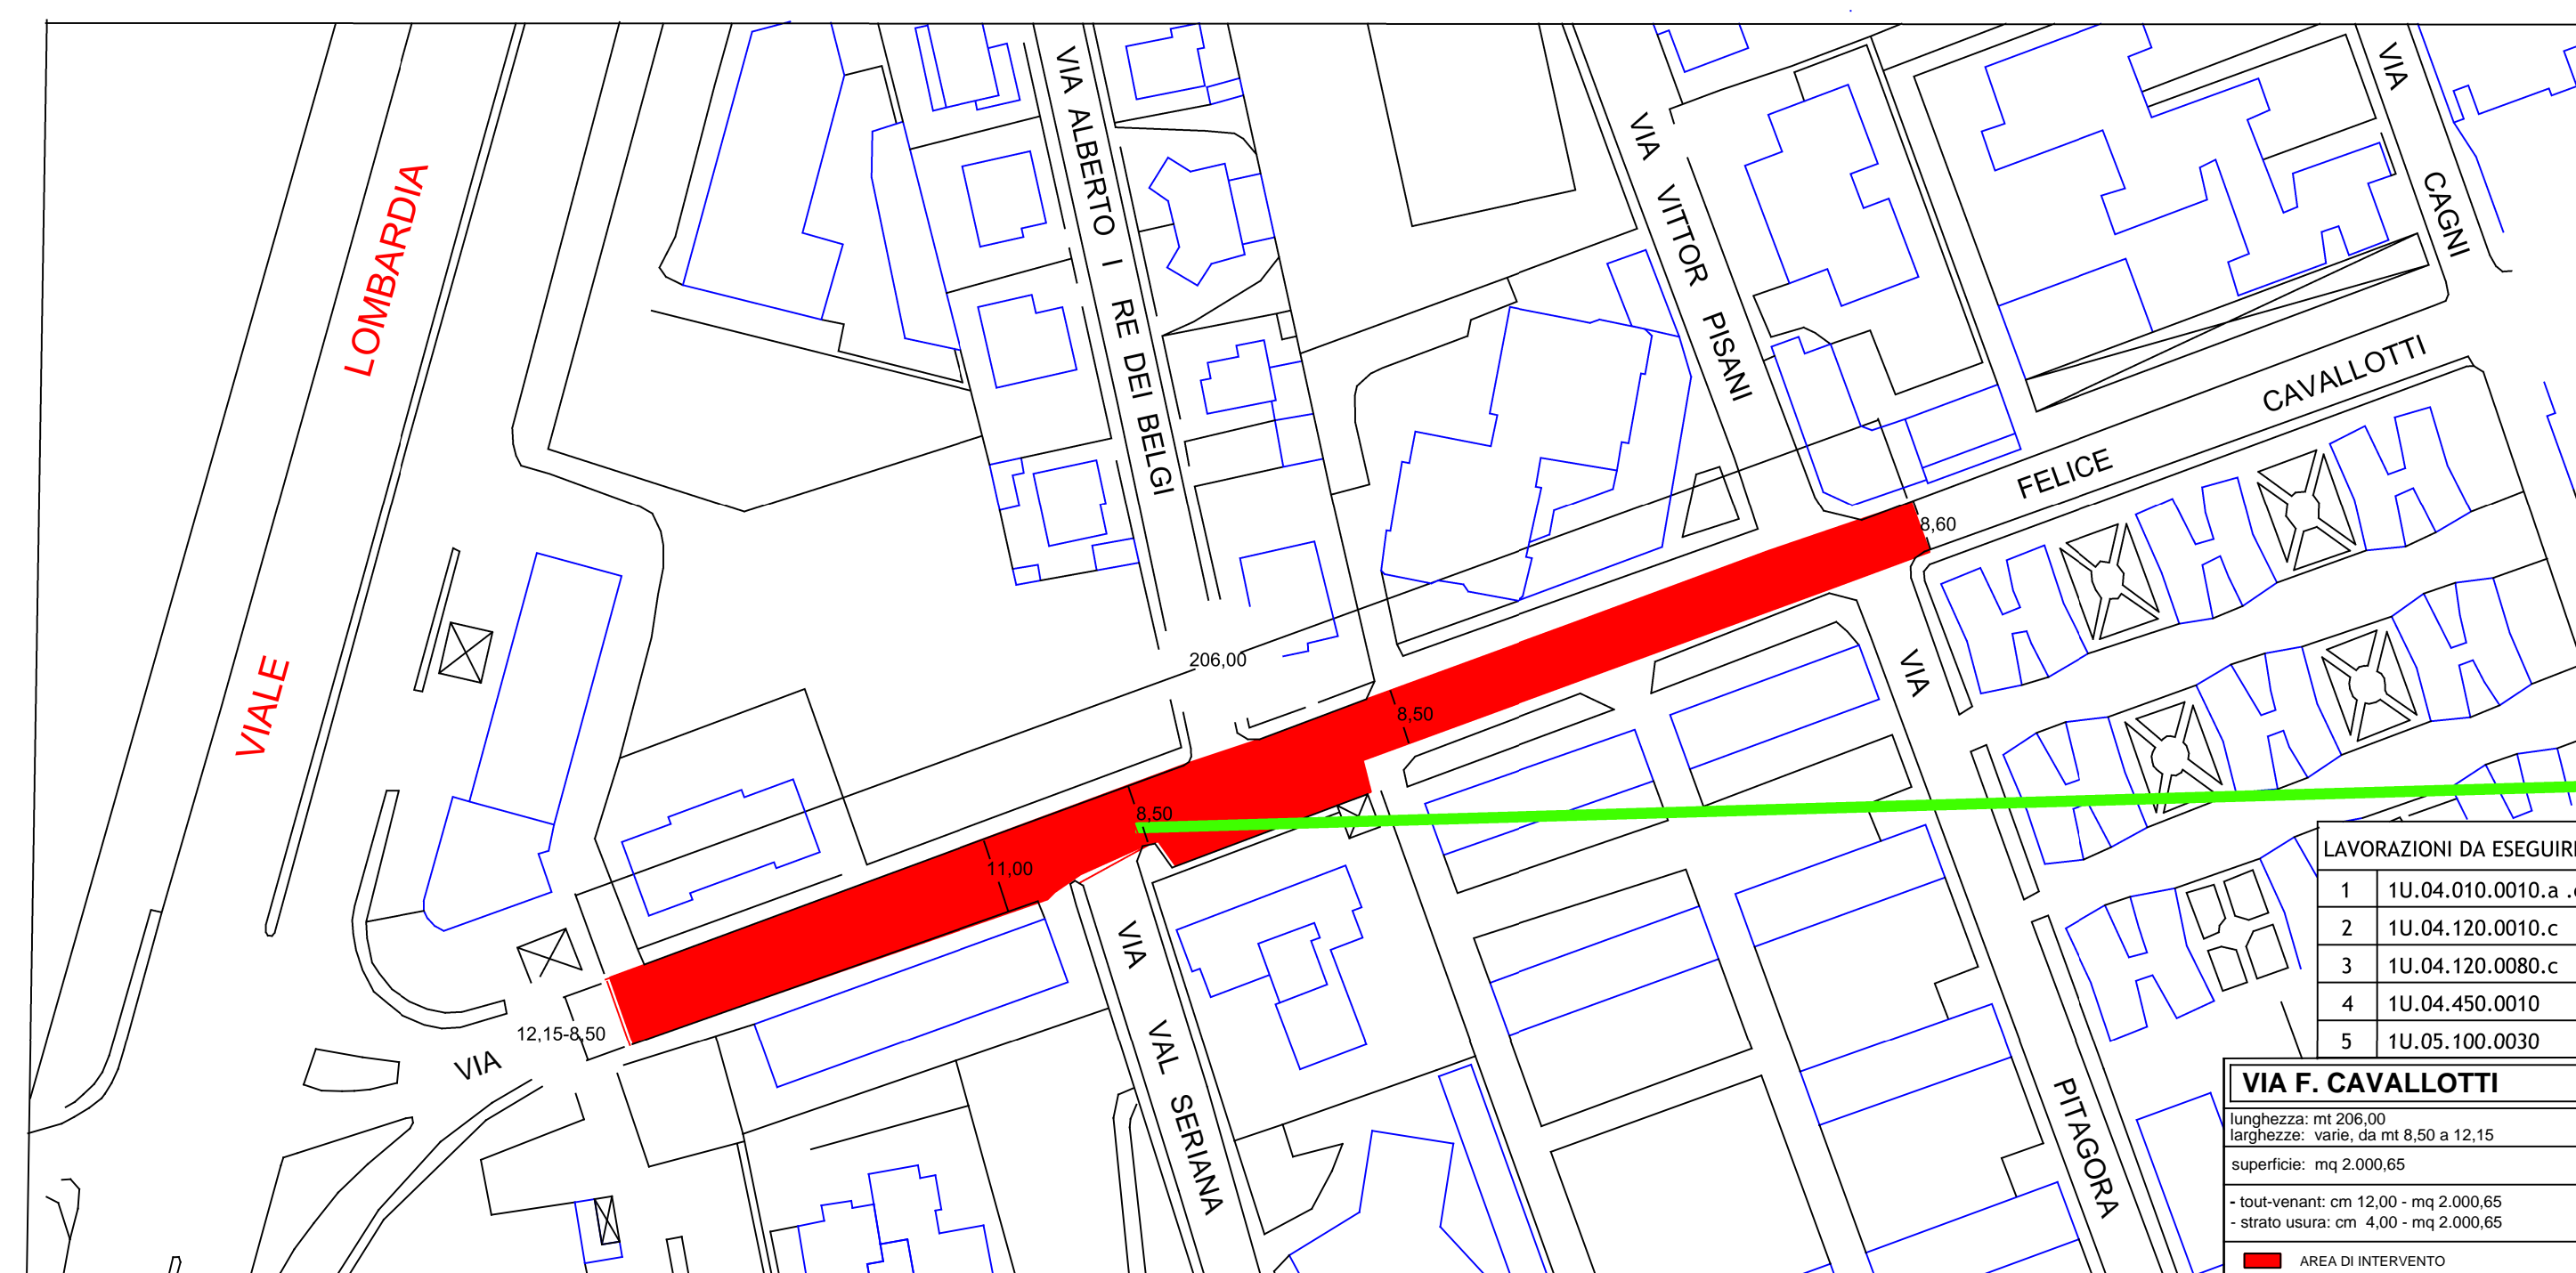 VIALE LOMBARDIA
VIA ALBERTO I RE DEI BELGI
VIA VITTOR PISANI
VIA CAGNI
VIA FELICE CAVALLOTTI
8,60
206,00
8,50
8,50
11,00
12,15-8,50
VIA VAL SERIANA
VIA PITAGORA
LAVORAZIONI DA ESEGUIR
1 1U.04.010.0010.a
2 1U.04.120.0010.c
3 1U.04.120.0080.c
4 1U.04.450.0010
5 1U.05.100.0030
VIA F. CAVALLOTTI
lunghezza: mt 206,00
larghezze: varie, da mt 8,50 a 12,15
superficie: mq 2.000,65
- tout-venant: cm 12,00 - mq 2.000,65
- strato usura: cm 4,00 - mq 2.000,65
AREA DI INTERVENTO